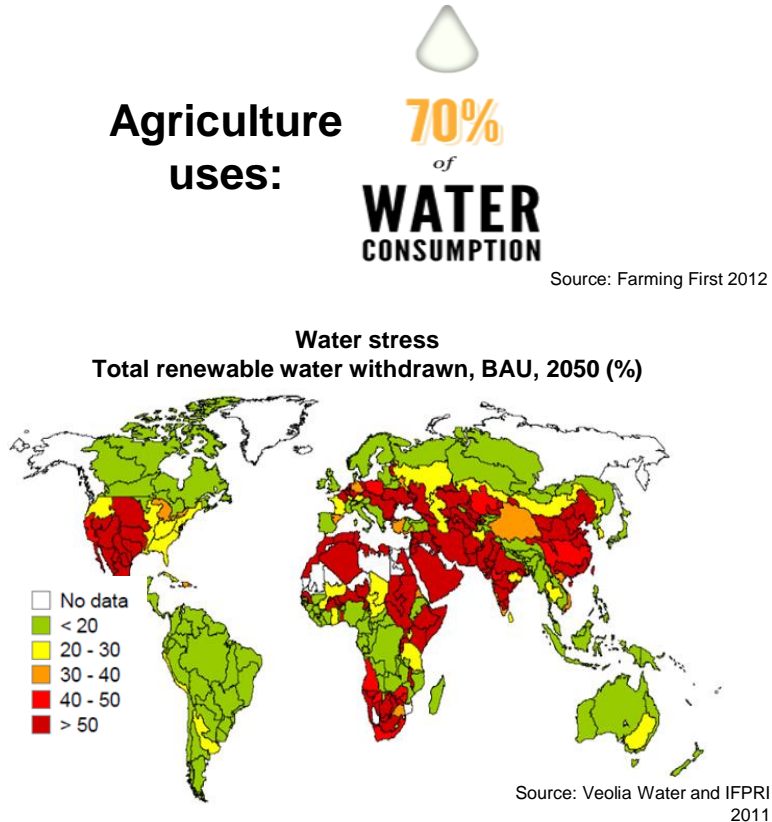 Agriculture
uses:
70%
of
WATER
CONSUMPTION
Source: Farming First 2012
Water stress
Total renewable water withdrawn, BAU, 2050 (%)
No data
< 20
20 - 30
30 - 40
40 - 50
> 50
Source: Veolia Water and IFPRI
2011